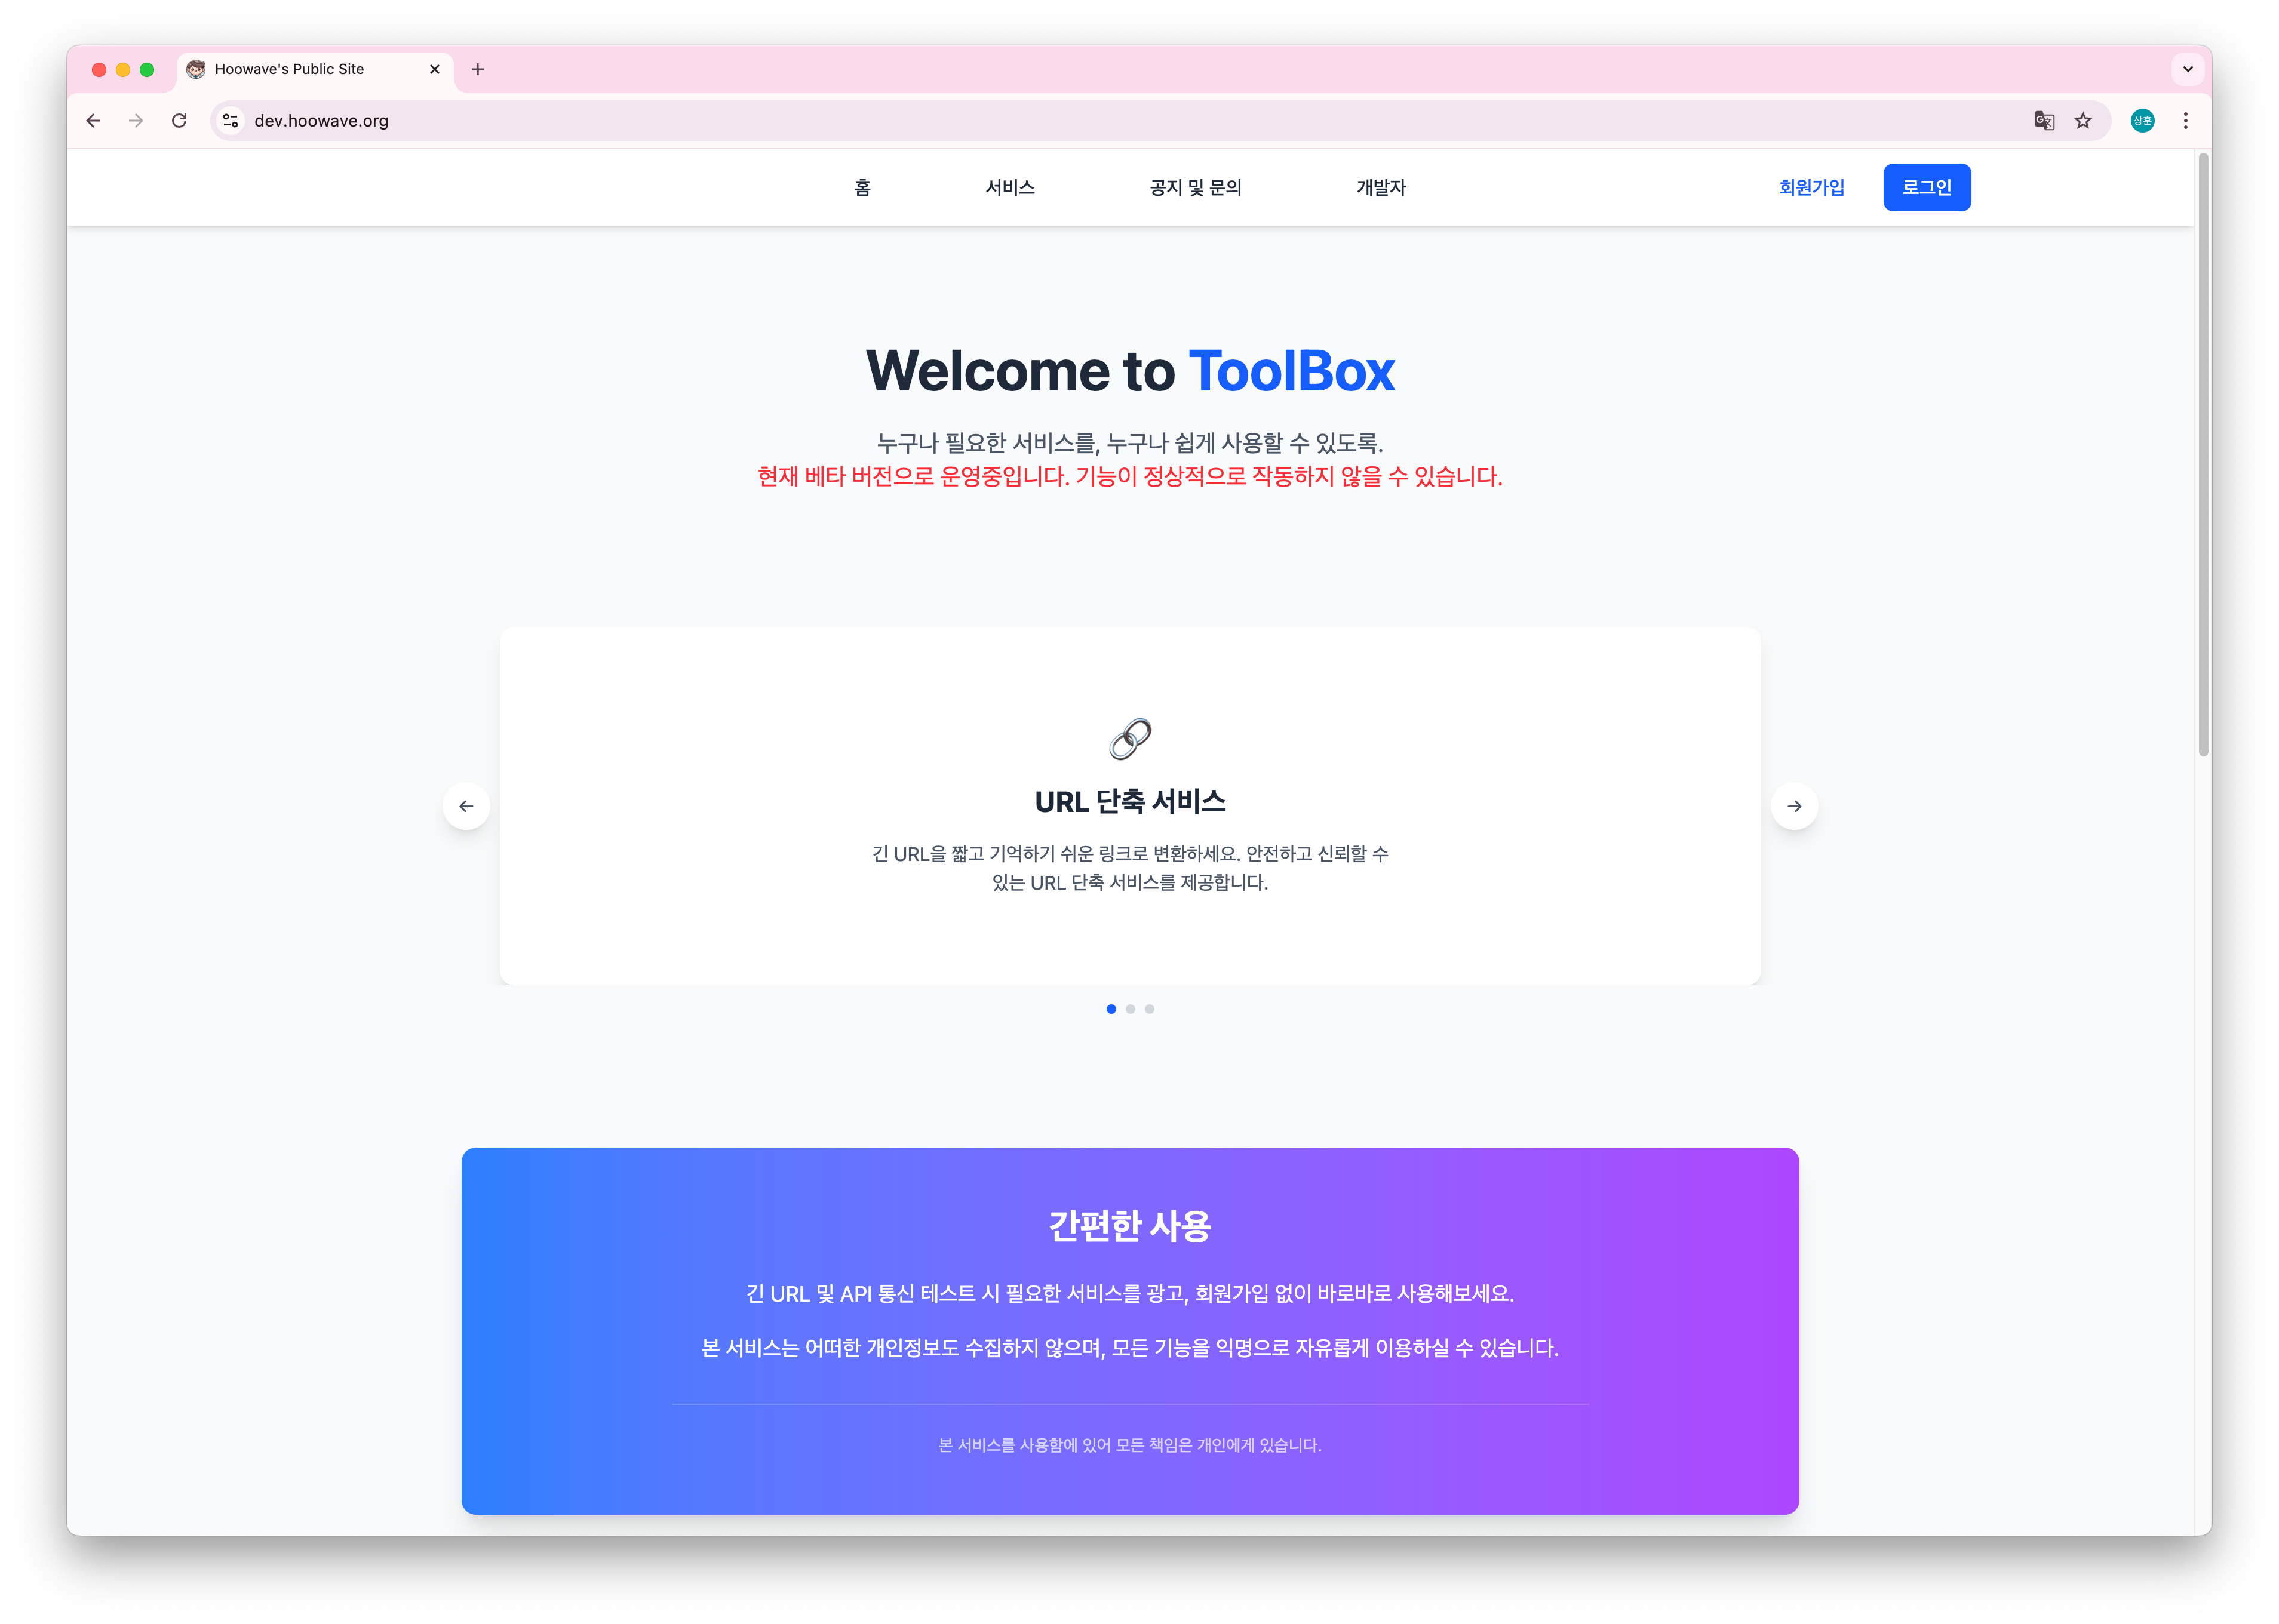 Hoowave's Public Site
dev.hoowave.org
상훈
홈 서비스 공지 및 문의 개발자 회원가입 로그인
Welcome to ToolBox
누구나 필요한 서비스를, 누구나 쉽게 사용할 수 있도록.
현재 베타 버전으로 운영중입니다. 기능이 정상적으로 작동하지 않을 수 있습니다.
URL 단축 서비스
긴 URL을 짧고 기억하기 쉬운 링크로 변환하세요. 안전하고 신뢰할 수
있는 URL 단축 서비스를 제공합니다.
간편한 사용
긴 URL 및 API 통신 테스트 시 필요한 서비스를 광고, 회원가입 없이 바로바로 사용해보세요.
본 서비스는 어떠한 개인정보도 수집하지 않으며, 모든 기능을 익명으로 자유롭게 이용하실 수 있습니다.
본 서비스를 사용함에 있어 모든 책임은 개인에게 있습니다.